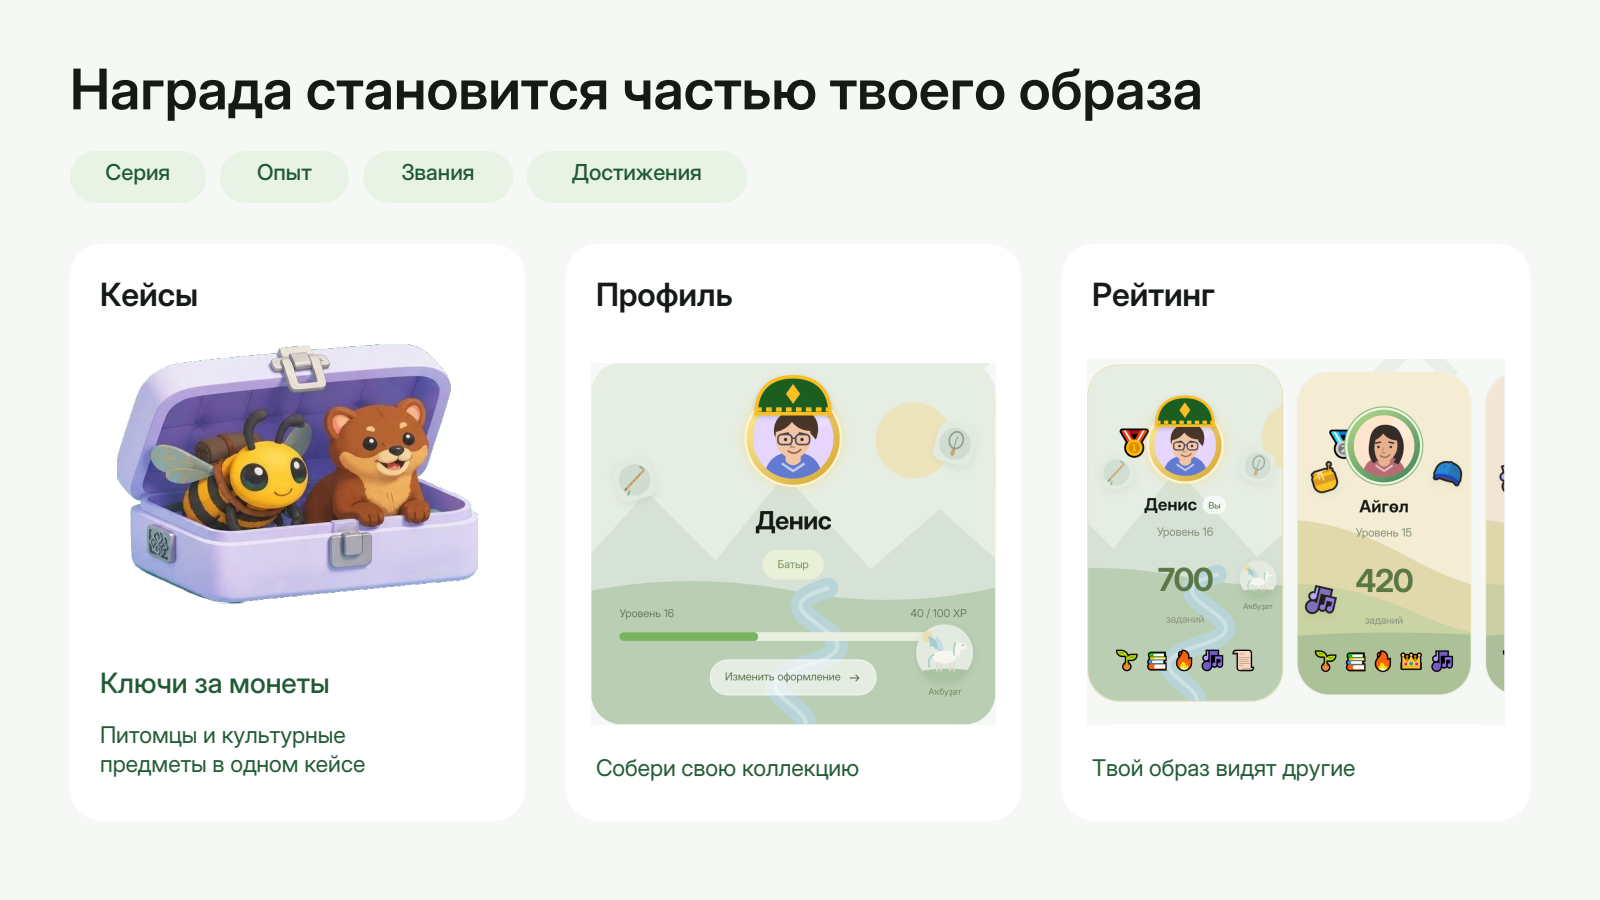 Награда становится частью твоего образа
Серия
Опыт
Звания
Достижения
Кейсы
Ключи за монеты
Питомцы и культурные
предметы в одном кейсе
Профиль
Денис
Батыр
Уровень 16
40 / 100 XP
Изменить оформление →
Акбуҙат
Собери свою коллекцию
Рейтинг
Денис Вы
Уровень 16
700
Акбуҙат
заданий
Айгөл
Уровень 15
420
заданий
Твой образ видят другие